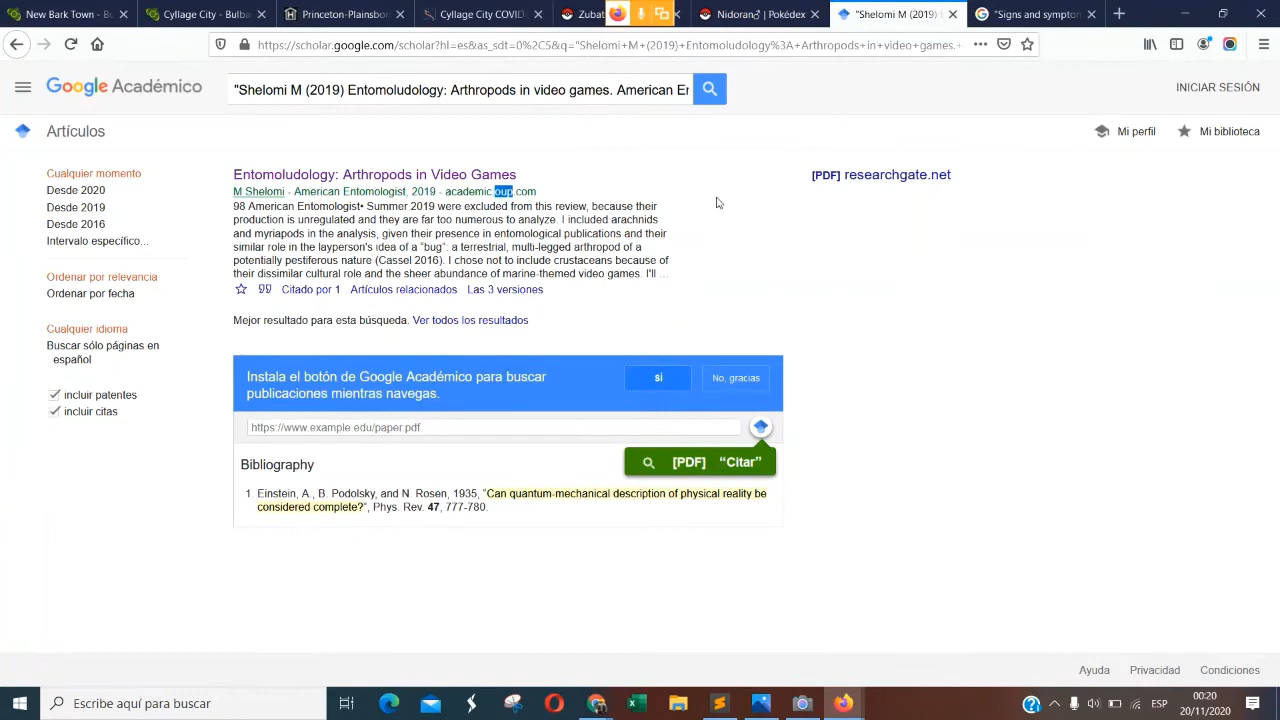 New Bark Town - Bu
Cyllage City - Bulba
Princeton-Plainsbor
Cyllage City COVID
Zubat
Nidoran♂ | Pokédex
"Shelomi M (2019) E
"Signs and sympton
https://scholar.google.com/scholar?hl=es&as_sdt=0%2C5&q="Shelomi+M+(2019)+Entomoludology%3A+Arthropods+in+video+games.+
Google Académico
"Shelomi M (2019) Entomoludology: Arthropods in video games. American Er
INICIAR SESIÓN
Artículos
Mi perfil
Mi biblioteca
Cualquier momento
Desde 2020
Desde 2019
Desde 2016
Intervalo específico...
Ordenar por relevancia
Ordenar por fecha
Cualquier idioma
Buscar sólo páginas en
español
incluir patentes
incluir citas
Entomoludology: Arthropods in Video Games
M Shelomi - American Entomologist, 2019 - academic.oup.com
98 American Entomologist• Summer 2019 were excluded from this review, because their
production is unregulated and they are far too numerous to analyze. I included arachnids
and myriapods in the analysis, given their presence in entomological publications and their
similar role in the layperson's idea of a "bug": a terrestrial, multi-legged arthropod of a
potentially pestiferous nature (Cassel 2016). I chose not to include crustaceans because of
their dissimilar cultural role and the sheer abundance of marine-themed video games. I'll ...
Citado por 1 Artículos relacionados Las 3 versiones
[PDF] researchgate.net
Mejor resultado para esta búsqueda. Ver todos los resultados
Instala el botón de Google Académico para buscar
publicaciones mientras navegas.
sí
No, gracias
https://www.example.edu/paper.pdf
Bibliography
[PDF] “Citar”
1. Einstein, A., B. Podolsky, and N. Rosen, 1935, “Can quantum-mechanical description of physical reality be
considered complete?”, Phys. Rev. 47, 777-780.
Ayuda
Privacidad
Condiciones
Escribe aquí para buscar
ESP
00:20
20/11/2020